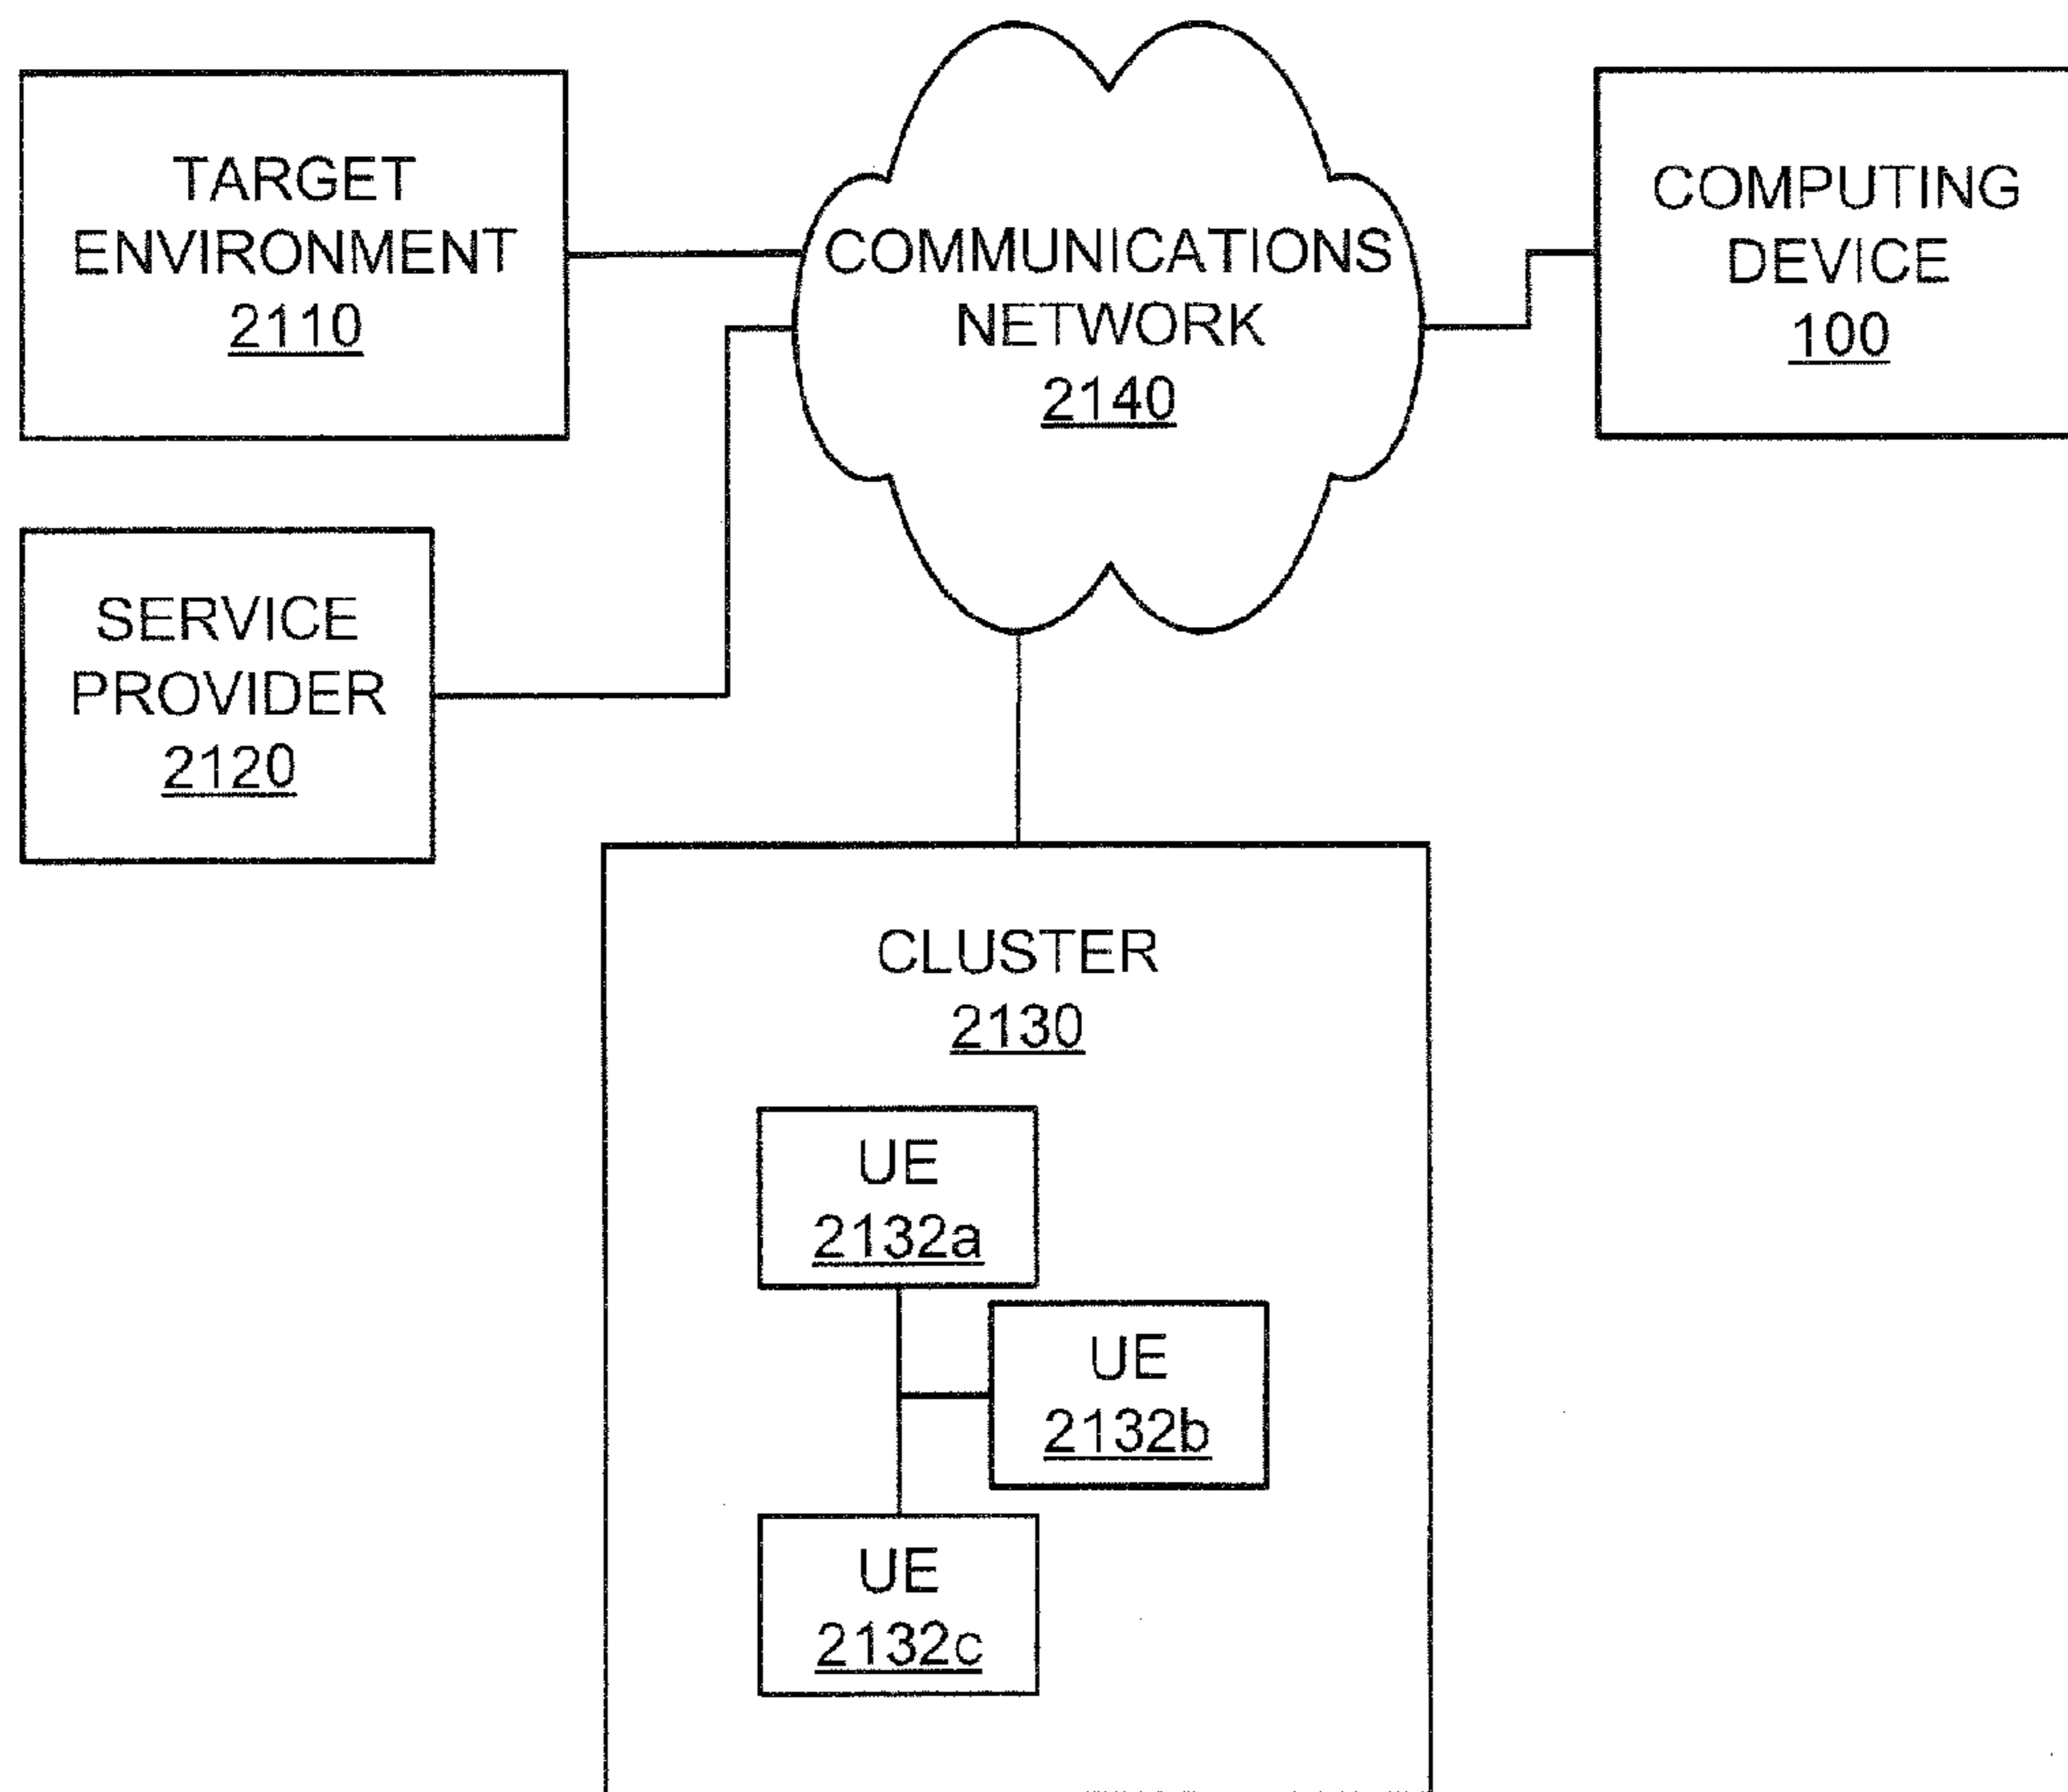 TARGET
ENVIRONMENT
2110
COMMUNICATIONS
NETWORK
2140
COMPUTING
DEVICE
100
SERVICE
PROVIDER
2120
CLUSTER
2130
UE
2132a
UE
2132b
UE
2132c